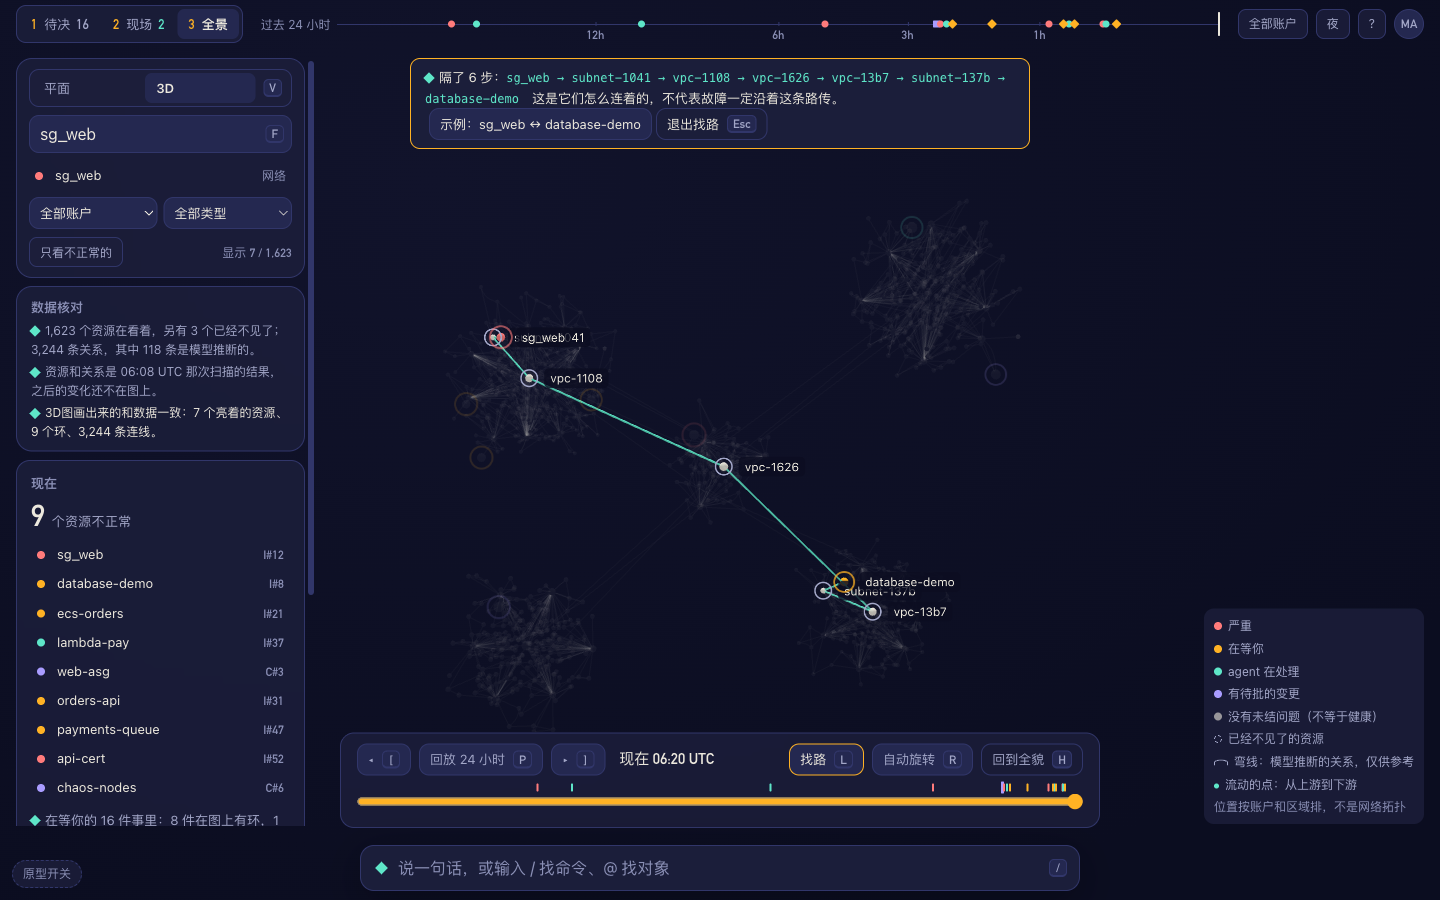 1 待决 16 2 现场 2 3 全景
过去 24 小时
12h 6h 3h 1h
全部账户 夜 ? MA
平面 3D V
sg_web F
sg_web 网络
全部账户 全部类型
只看不正常的 显示 7 / 1,623
数据核对
1,623 个资源在看着，另有 3 个已经不见了；
3,244 条关系，其中 118 条是模型推断的。
资源和关系是 06:08 UTC 那次扫描的结果，
之后的变化还不在图上。
3D图画出来的和数据一致：7 个亮着的资源、
9 个环、3,244 条连线。
现在
9 个资源不正常
sg_web I#12
database-demo I#8
ecs-orders I#21
lambda-pay I#37
web-asg C#3
orders-api I#31
payments-queue I#47
api-cert I#52
chaos-nodes C#6
在等你的 16 件事里：8 件在图上有环，1
原型开关
隔了 6 步：sg_web → subnet-1041 → vpc-1108 → vpc-1626 → vpc-13b7 → subnet-137b →
database-demo 这是它们怎么连着的，不代表故障一定沿着这条路传。
示例：sg_web ↔ database-demo 退出找路 Esc
sg_web 041
vpc-1108
vpc-1626
database-demo
subnet-137b
vpc-13b7
严重
在等你
agent 在处理
有待批的变更
没有未结问题（不等于健康）
已经不见了的资源
弯线：模型推断的关系，仅供参考
流动的点：从上游到下游
位置按账户和区域排，不是网络拓扑
◂ [ 回放 24 小时 P ▸ ] 现在 06:20 UTC 找路 L 自动旋转 R 回到全貌 H
说一句话，或输入 / 找命令、@ 找对象 /